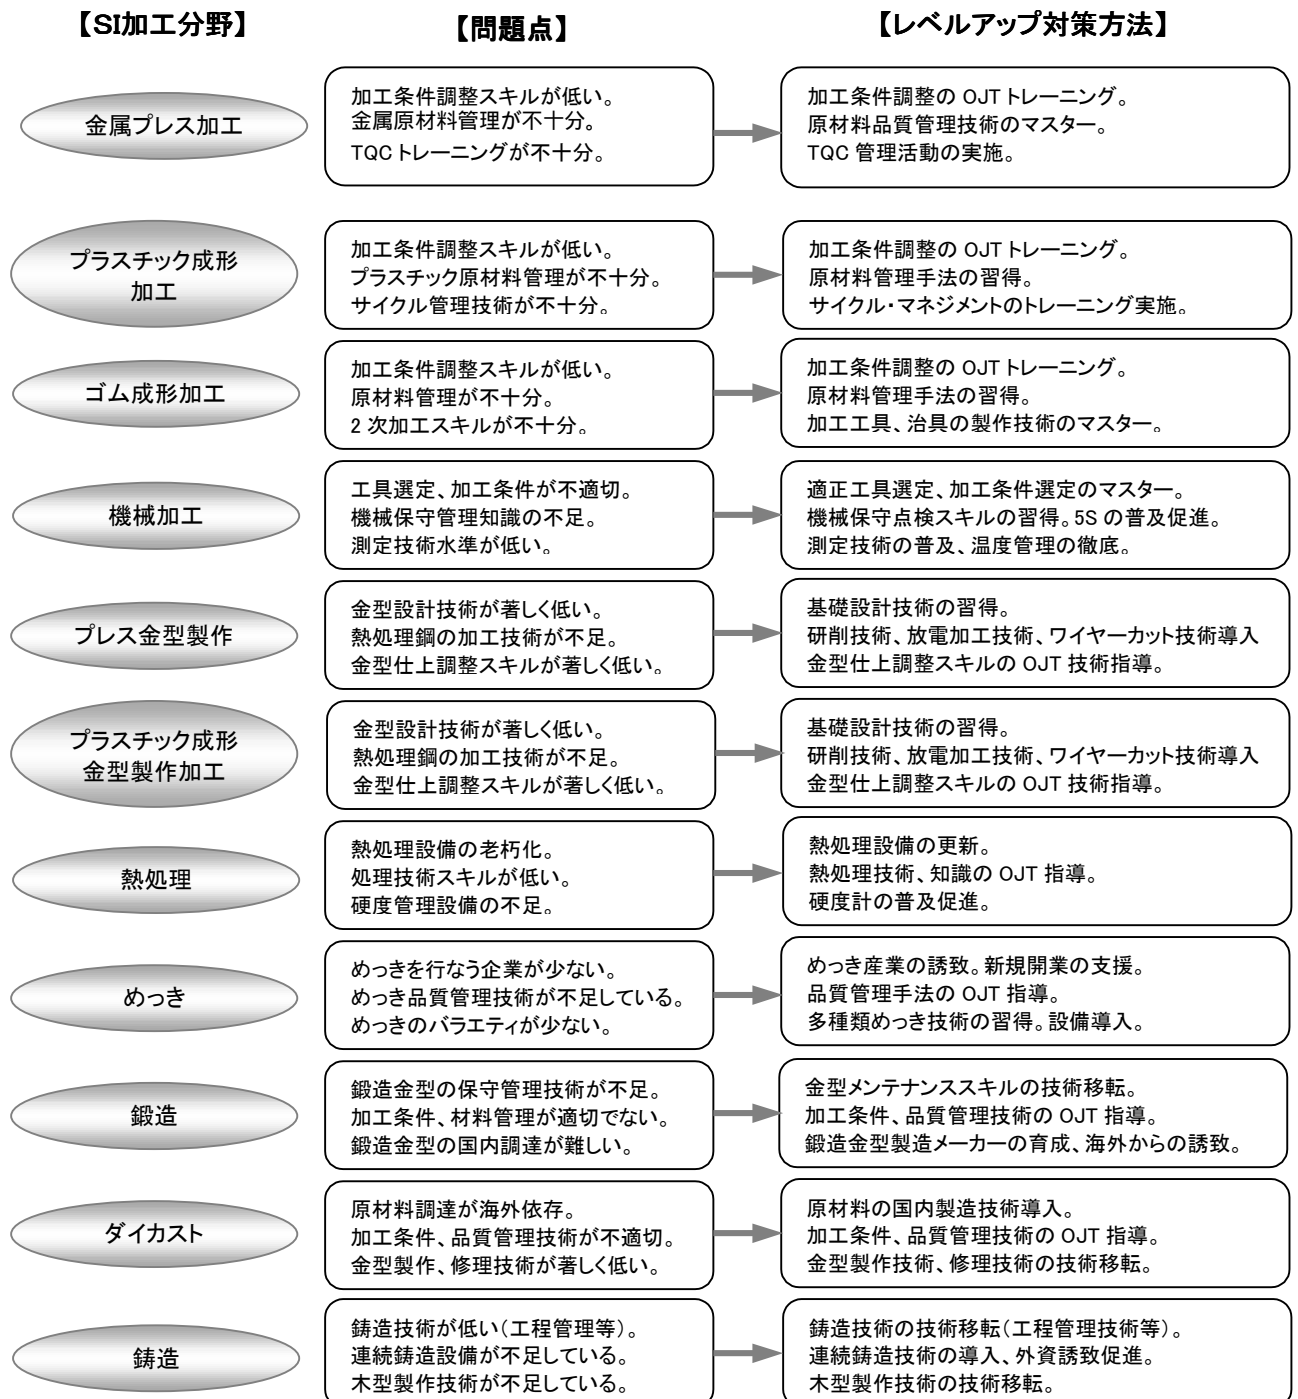 【SI加工分野】
【問題点】
【レベルアップ対策方法】
金属プレス加工
加工条件調整スキルが低い。
金属原材料管理が不十分。
TQCトレーニングが不十分。
加工条件調整の OJT トレーニング。
原材料品質管理技術のマスター。
TQC 管理活動の実施。
プラスチック成形
加工
加工条件調整スキルが低い。
プラスチック原材料管理が不十分。
サイクル管理技術が不十分。
加工条件調整の OJT トレーニング。
原材料管理手法の習得。
サイクル・マネジメントのトレーニング実施。
ゴム成形加工
加工条件調整スキルが低い。
原材料管理が不十分。
2 次加工スキルが不十分。
加工条件調整の OJT トレーニング。
原材料管理手法の習得。
加工工具、治具の製作技術のマスター。
機械加工
工具選定、加工条件が不適切。
機械保守管理知識の不足。
測定技術水準が低い。
適正工具選定、加工条件選定のマスター。
機械保守点検スキルの習得。5S の普及促進。
測定技術の普及、温度管理の徹底。
プレス金型製作
金型設計技術が著しく低い。
熱処理鋼の加工技術が不足。
金型仕上調整スキルが著しく低い。
基礎設計技術の習得。
研削技術、放電加工技術、ワイヤーカット技術導入
金型仕上調整スキルの OJT 技術指導。
プラスチック成形
金型製作加工
金型設計技術が著しく低い。
熱処理鋼の加工技術が不足。
金型仕上調整スキルが著しく低い。
基礎設計技術の習得。
研削技術、放電加工技術、ワイヤーカット技術導入
金型仕上調整スキルの OJT 技術指導。
熱処理
熱処理設備の老朽化。
処理技術スキルが低い。
硬度管理設備の不足。
熱処理設備の更新。
熱処理技術、知識の OJT 指導。
硬度計の普及促進。
めっき
めっきを行なう企業が少ない。
めっき品質管理技術が不足している。
めっきのバラエティが少ない。
めっき産業の誘致。新規開業の支援。
品質管理手法の OJT 指導。
多種類めっき技術の習得。設備導入。
鍛造
鍛造金型の保守管理技術が不足。
加工条件、材料管理が適切でない。
鍛造金型の国内調達が難しい。
金型メンテナンススキルの技術移転。
加工条件、品質管理技術の OJT 指導。
鍛造金型製造メーカーの育成、海外からの誘致。
ダイカスト
原材料調達が海外依存。
加工条件、品質管理技術が不適切。
金型製作、修理技術が著しく低い。
原材料の国内製造技術導入。
加工条件、品質管理技術の OJT 指導。
金型製作技術、修理技術の技術移転。
鋳造
鋳造技術が低い(工程管理等)。
連続鋳造設備が不足している。
木型製作技術が不足している。
鋳造技術の技術移転(工程管理技術等)。
連続鋳造技術の導入、外資誘致促進。
木型製作技術の技術移転。